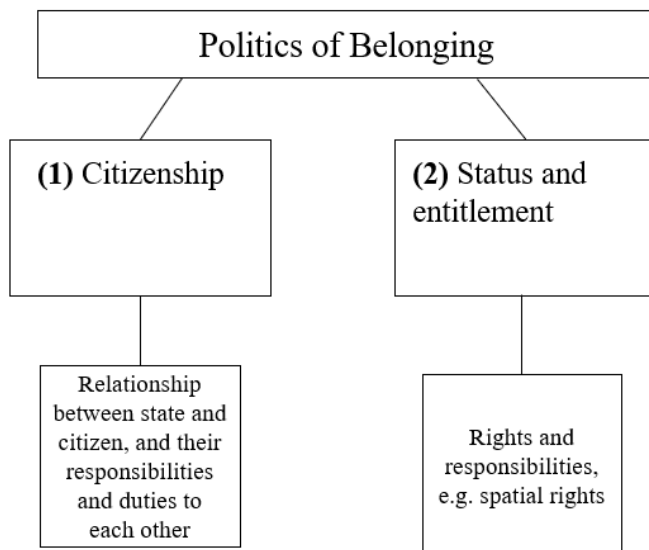 Politics of Belonging
(1) Citizenship
(2) Status and
entitlement
Relationship
between state and
citizen, and their
responsibilities
and duties to
each other
Rights and
responsibilities,
e.g. spatial rights